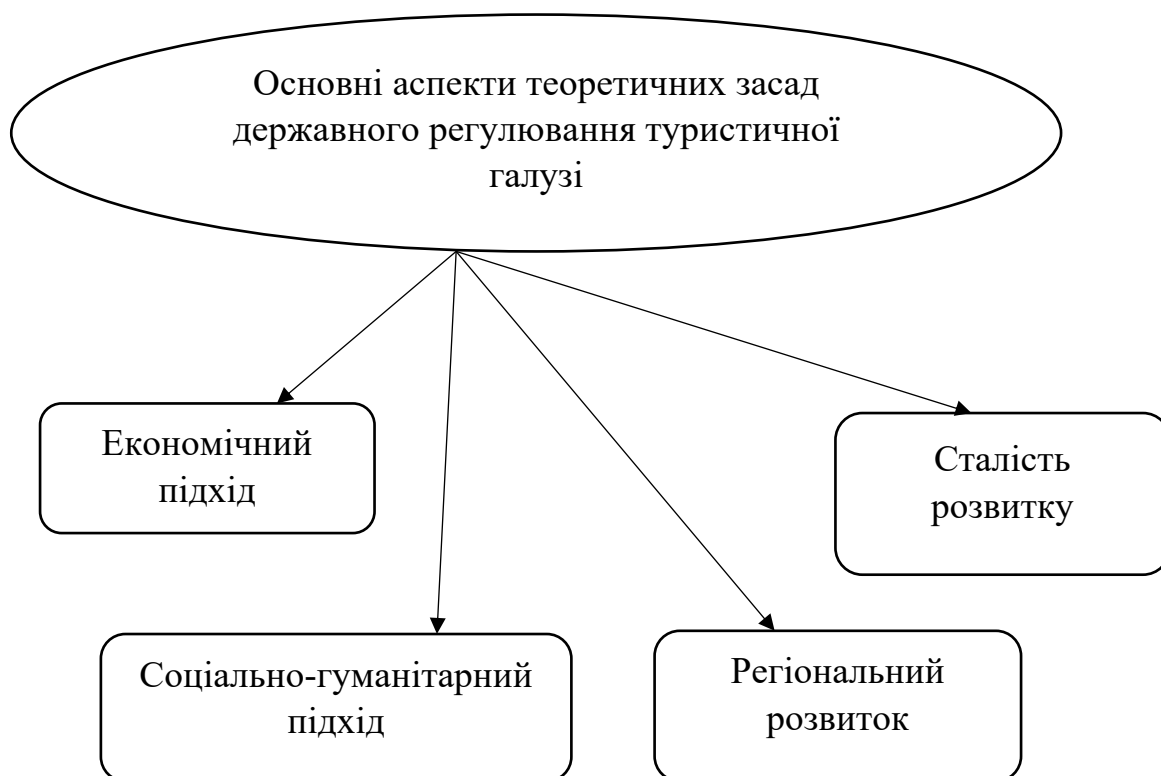 Основні аспекти теоретичних засад
державного регулювання туристичної
галузі
Економічний
підхід
Сталість
розвитку
Соціально-гуманітарний
підхід
Регіональний
розвиток